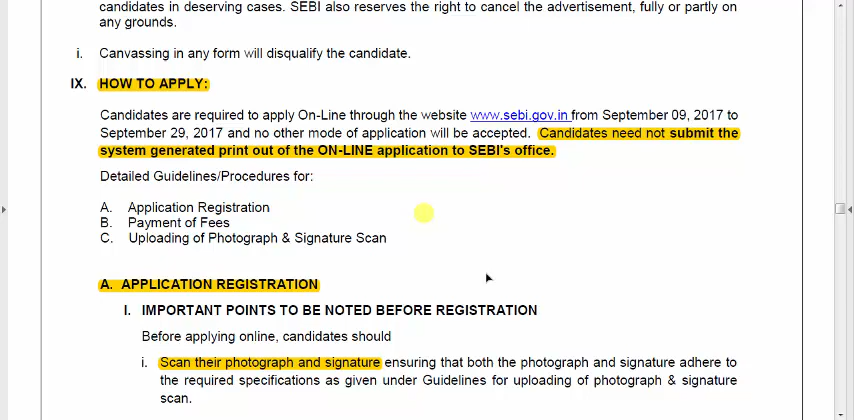 candidates in deserving cases. SEBI also reserves the right to cancel the advertisement, fully or partly on
any grounds.
i. Canvassing in any form will disqualify the candidate.
IX. HOW TO APPLY:
Candidates are required to apply On-Line through the website www.sebi.gov.in from September 09, 2017 to
September 29, 2017 and no other mode of application will be accepted. Candidates need not submit the
system generated print out of the ON-LINE application to SEBI's office.
Detailed Guidelines/Procedures for:
A. Application Registration
B. Payment of Fees
C. Uploading of Photograph & Signature Scan
A. APPLICATION REGISTRATION
I. IMPORTANT POINTS TO BE NOTED BEFORE REGISTRATION
Before applying online, candidates should
i. Scan their photograph and signature ensuring that both the photograph and signature adhere to
the required specifications as given under Guidelines for uploading of photograph & signature
scan.